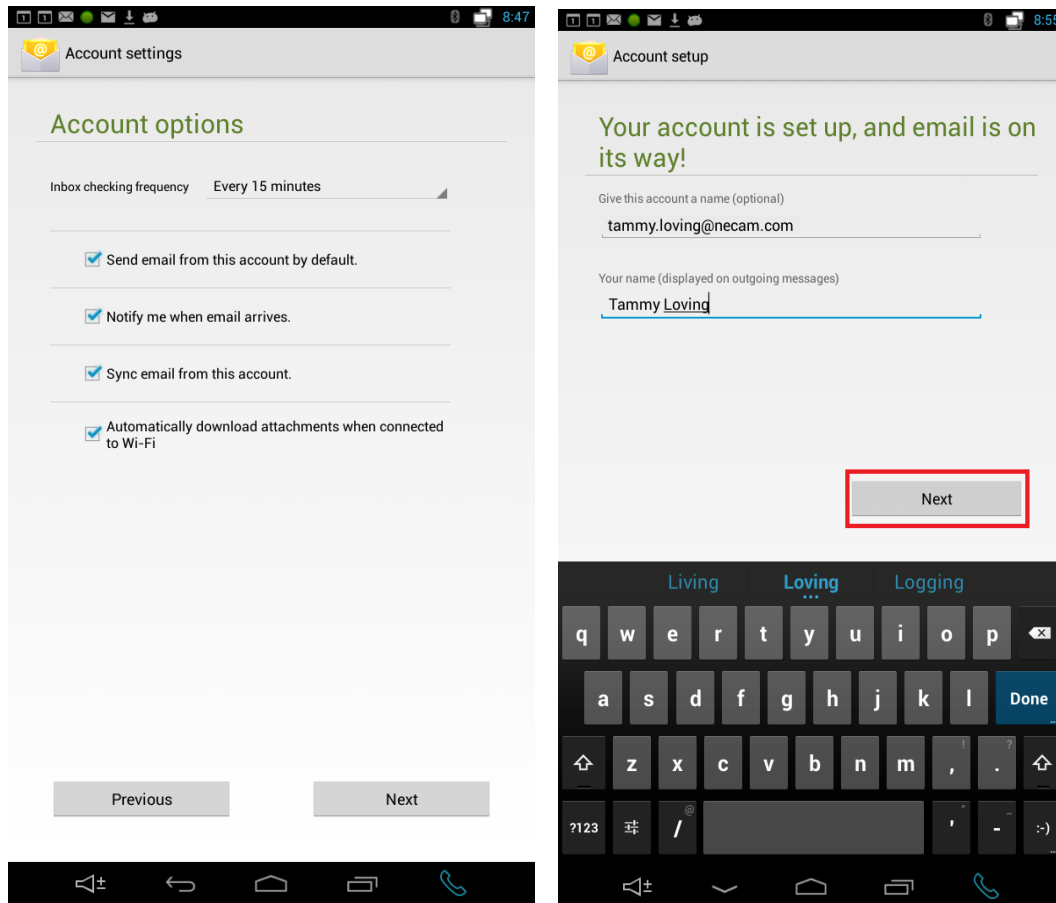 1 1 8:47
@ Account settings
Account options
Inbox checking frequency Every 15 minutes
Send email from this account by default.
Notify me when email arrives.
Sync email from this account.
Automatically download attachments when connected
to Wi-Fi
Previous Next
1 1 8:55
@ Account setup
Your account is set up, and email is on
its way!
Give this account a name (optional)
tammy.loving@necam.com
Your name (displayed on outgoing messages)
Tammy Loving
Next
Living Loving Logging
q w e r t y u i o p
a s d f g h j k l Done
z x c v b n m ! , ? .
?123 @ / " ' _ - :-)